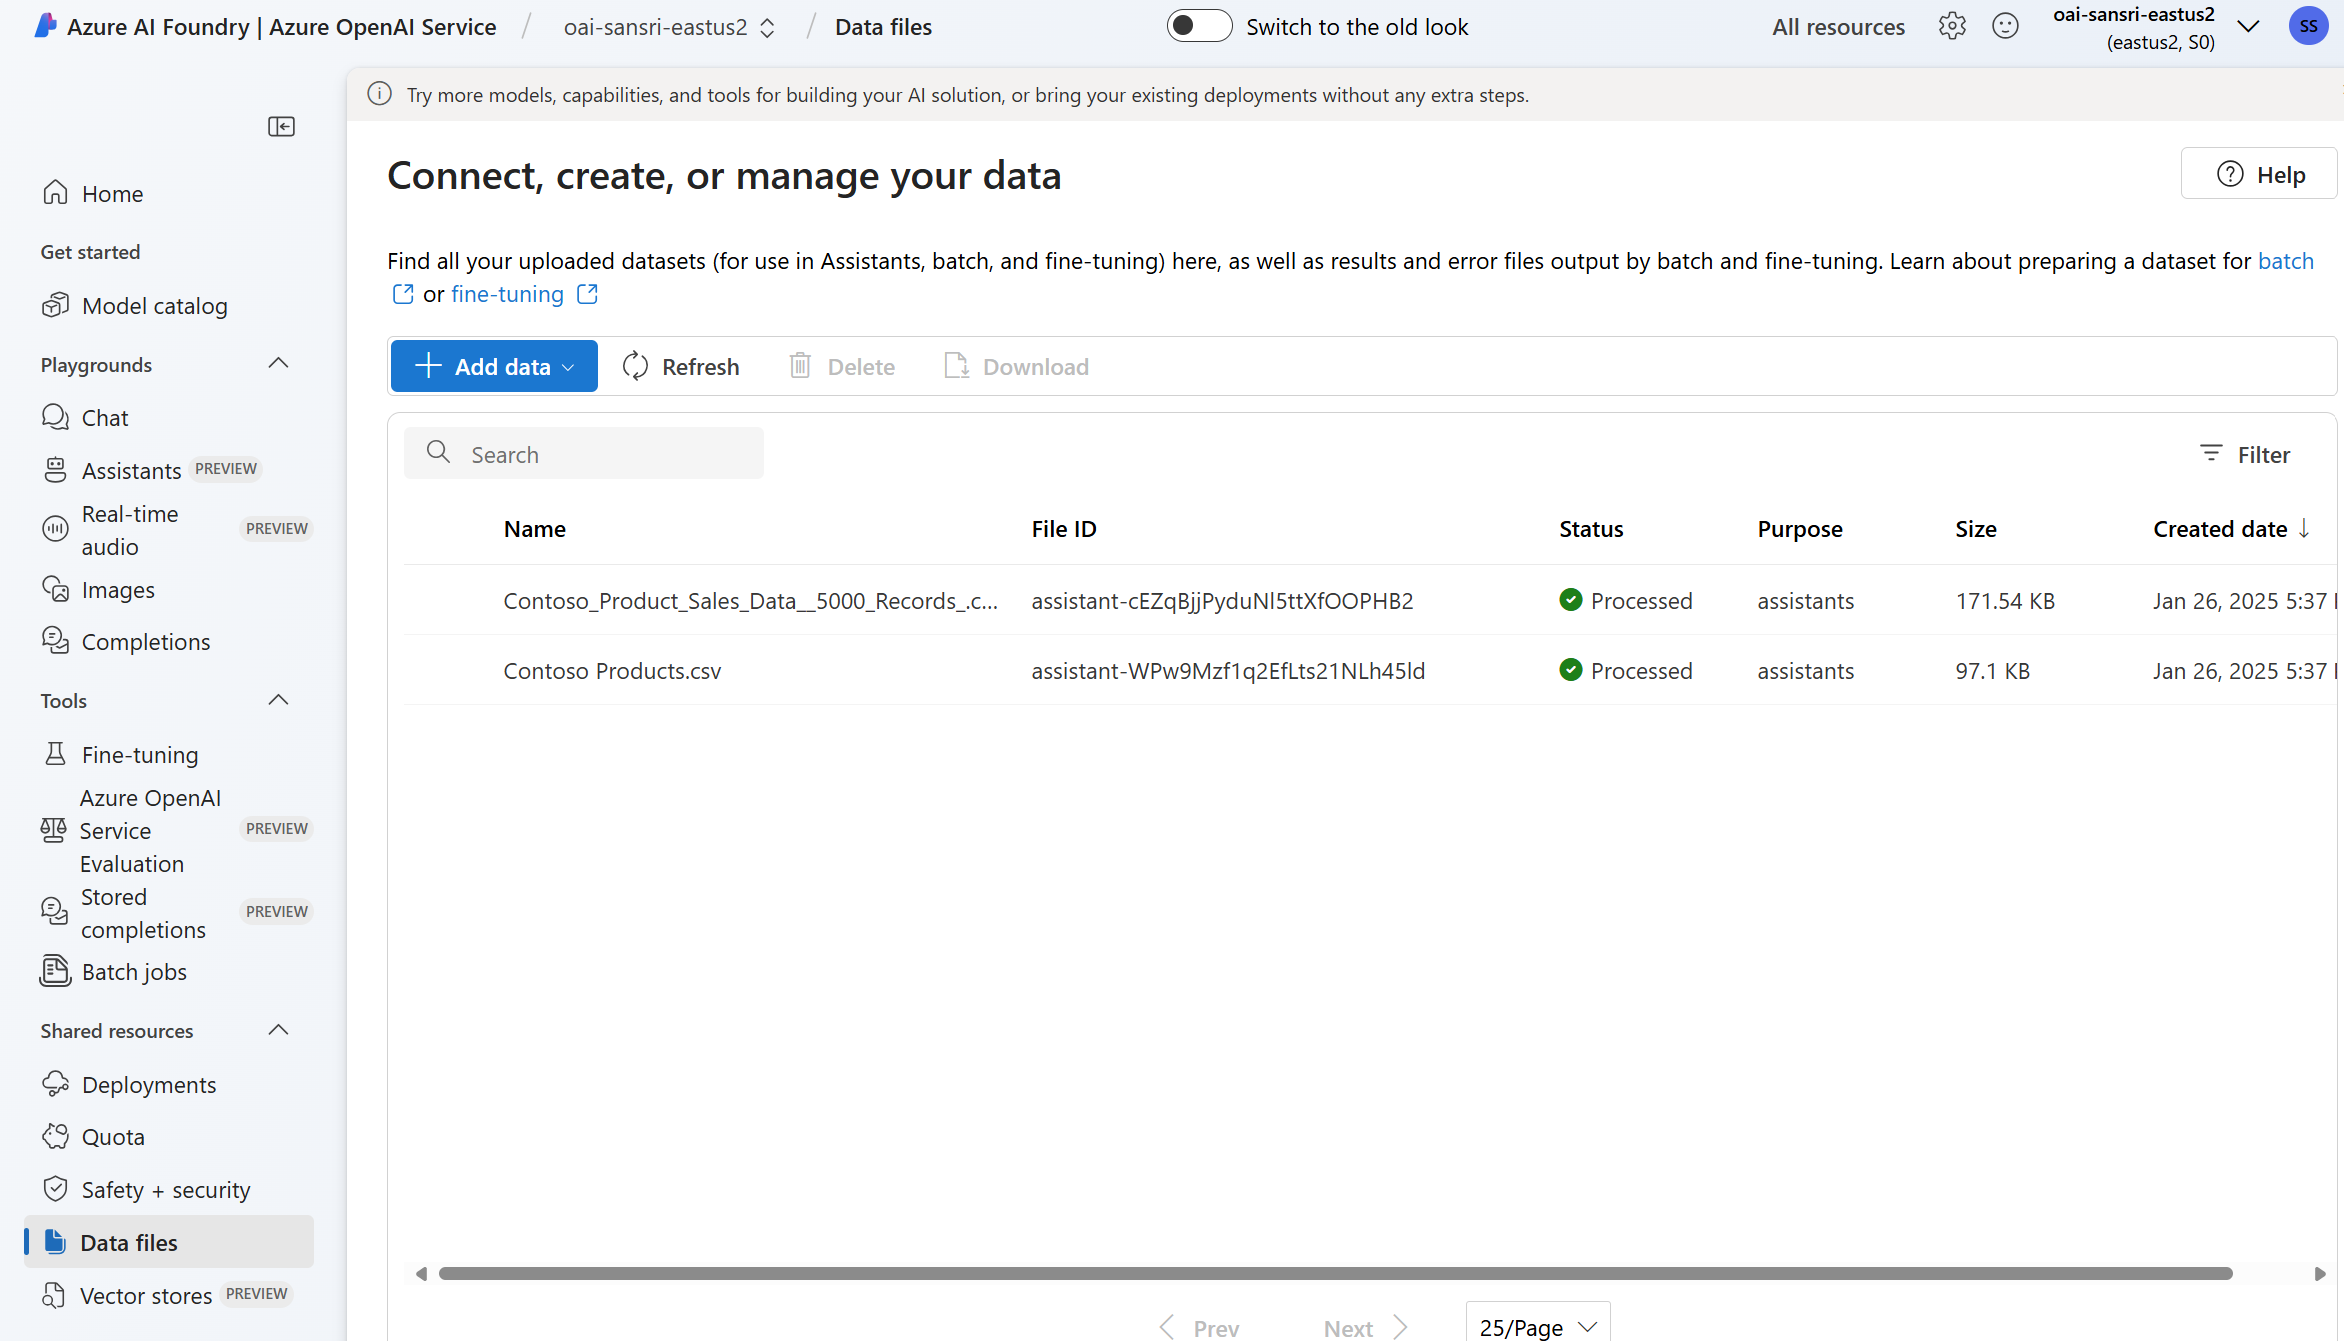 Azure AI Foundry | Azure OpenAI Service / oai-sansri-eastus2 / Data files
Switch to the old look
All resources
oai-sansri-eastus2
(eastus2, S0)
SS
Try more models, capabilities, and tools for building your AI solution, or bring your existing deployments without any extra steps.
Home
Get started
Model catalog
Playgrounds
Chat
Assistants PREVIEW
Real-time
audio
PREVIEW
Images
Completions
Tools
Fine-tuning
Azure OpenAI
Service
Evaluation
PREVIEW
Stored
completions
PREVIEW
Batch jobs
Shared resources
Deployments
Quota
Safety + security
Data files
Vector stores PREVIEW
Connect, create, or manage your data
Help
Find all your uploaded datasets (for use in Assistants, batch, and fine-tuning) here, as well as results and error files output by batch and fine-tuning. Learn about preparing a dataset for batch
or fine-tuning
Add data
Refresh
Delete
Download
Search
Filter
Name File ID Status Purpose Size Created date
Contoso_Product_Sales_Data__5000_Records_.c... assistant-cEZqBjjPyduNl5ttXfOOPHB2 Processed assistants 171.54 KB Jan 26, 2025 5:37
Contoso Products.csv assistant-WPw9Mzf1q2EfLts21NLh45ld Processed assistants 97.1 KB Jan 26, 2025 5:37
Prev Next 25/Page